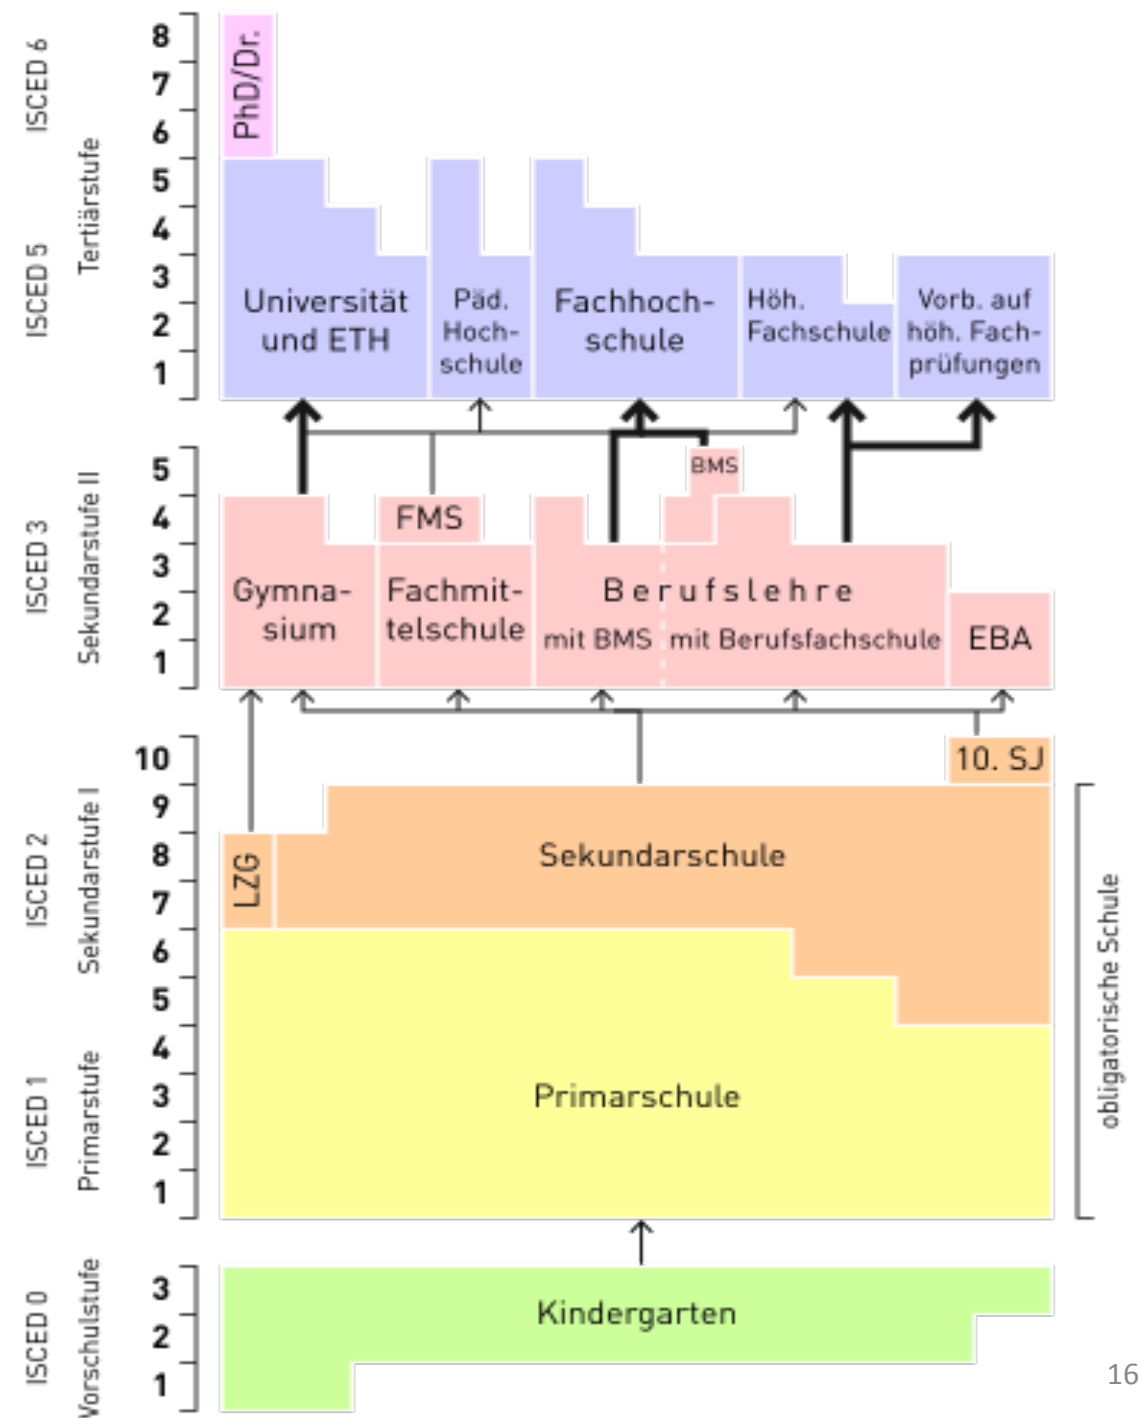 ISCED 6
Tertiärstufe
ISCED 5
8
7
6
5
4
3
2
1
PhD/Dr.
Universität
und ETH
Päd.
Hoch-
schule
Fachhoch-
schule
Höh.
Fachschule
Vorb. auf
höh. Fach-
prüfungen
ISCED 3
Sekundarstufe II
5
4
3
2
1
BMS
FMS
Gymna-
sium
Fachmit-
telschule
Berufslehre
mit BMS
mit Berufsfachschule
EBA
ISCED 2
Sekundarstufe I
ISCED 1
Primarstufe
10
9
8
7
6
5
4
3
2
1
10. SJ
LZG
Sekundarschule
Primarschule
obligatorische Schule
ISCED 0
Vorschulstufe
3
2
1
Kindergarten
16